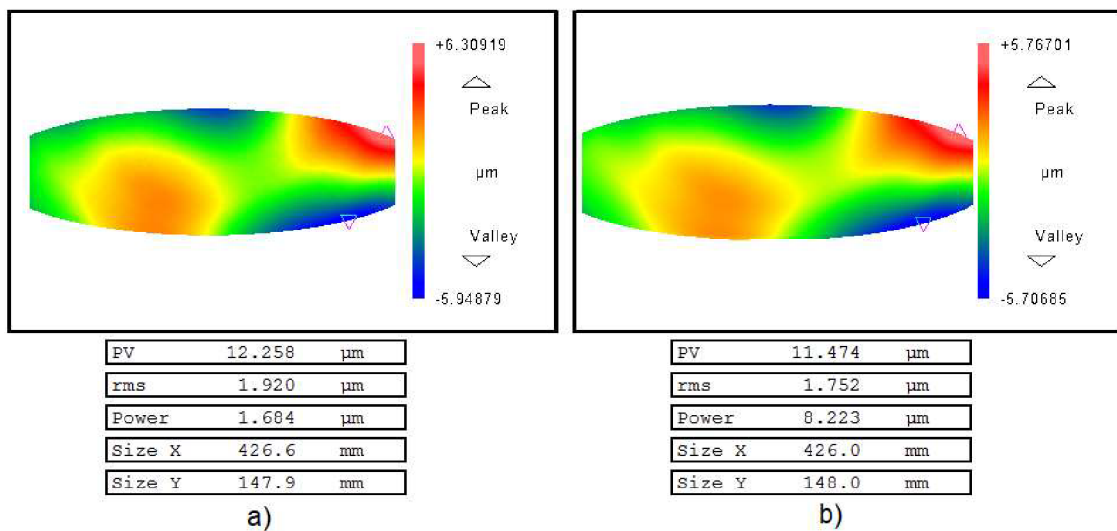 +6.30919
Peak
µm
Valley
-5.94879
PV 12.258 µm
rms 1.920 µm
Power 1.684 µm
Size X 426.6 mm
Size Y 147.9 mm
a)
+5.76701
Peak
µm
Valley
-5.70685
PV 11.474 µm
rms 1.752 µm
Power 8.223 µm
Size X 426.0 mm
Size Y 148.0 mm
b)